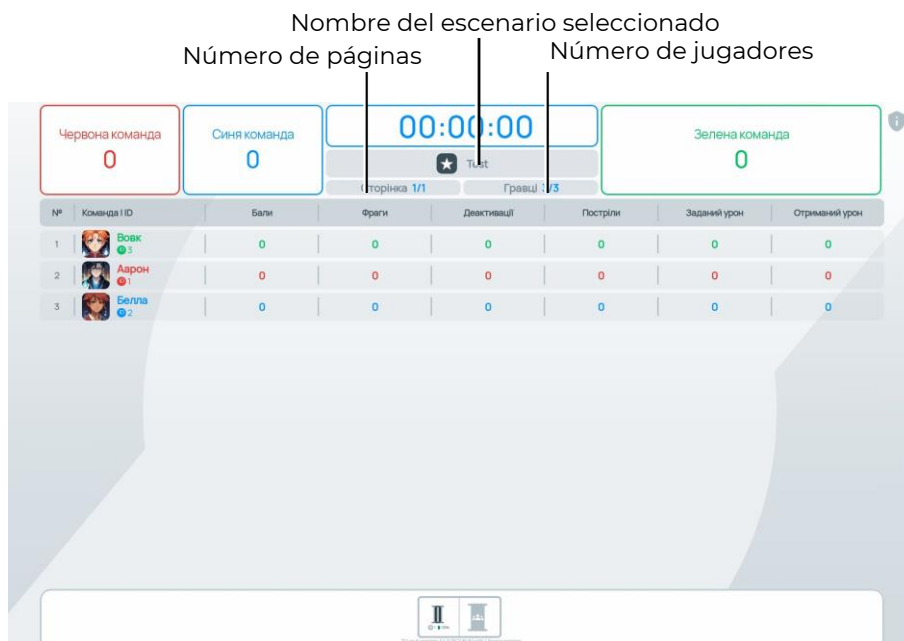 Nombre del escenario seleccionado
Número de páginas
Número de jugadores
Червона команда
0
Синя команда
0
00:00:00
Test
Сторінка 1/1
Гравці 3/3
Зелена команда
0
№ Команда | ID Бали Фраги Деактивації Постріли Заданий урон Отриманий урон
1 Вовк 3 0 0 0 0 0 0
2 Аарон 1 0 0 0 0 0 0
3 Белла 2 0 0 0 0 0 0